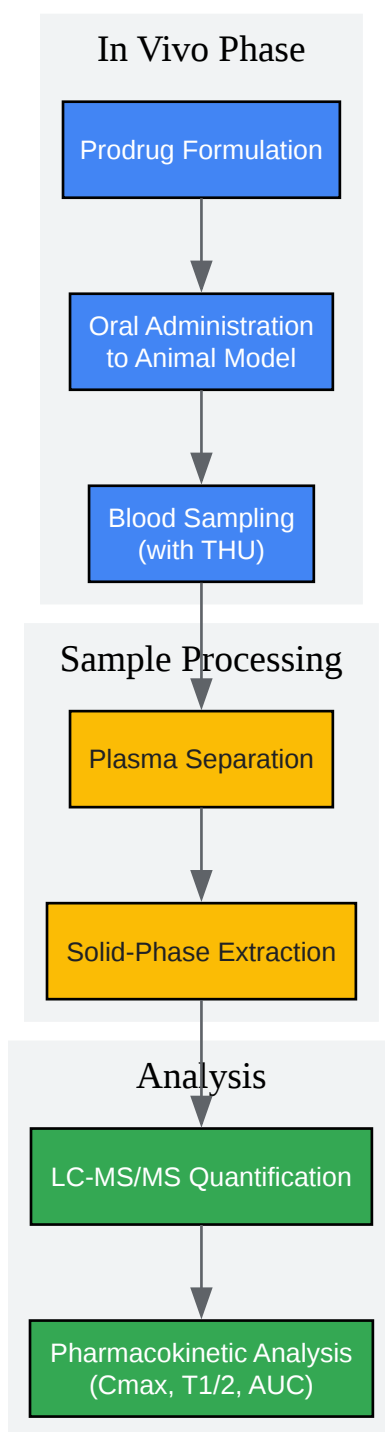 In Vivo Phase
Prodrug Formulation
Oral Administration
to Animal Model
Blood Sampling
(with THU)
Sample Processing
Plasma Separation
Solid-Phase Extraction
Analysis
LC-MS/MS Quantification
Pharmacokinetic Analysis
(Cmax, T1/2, AUC)